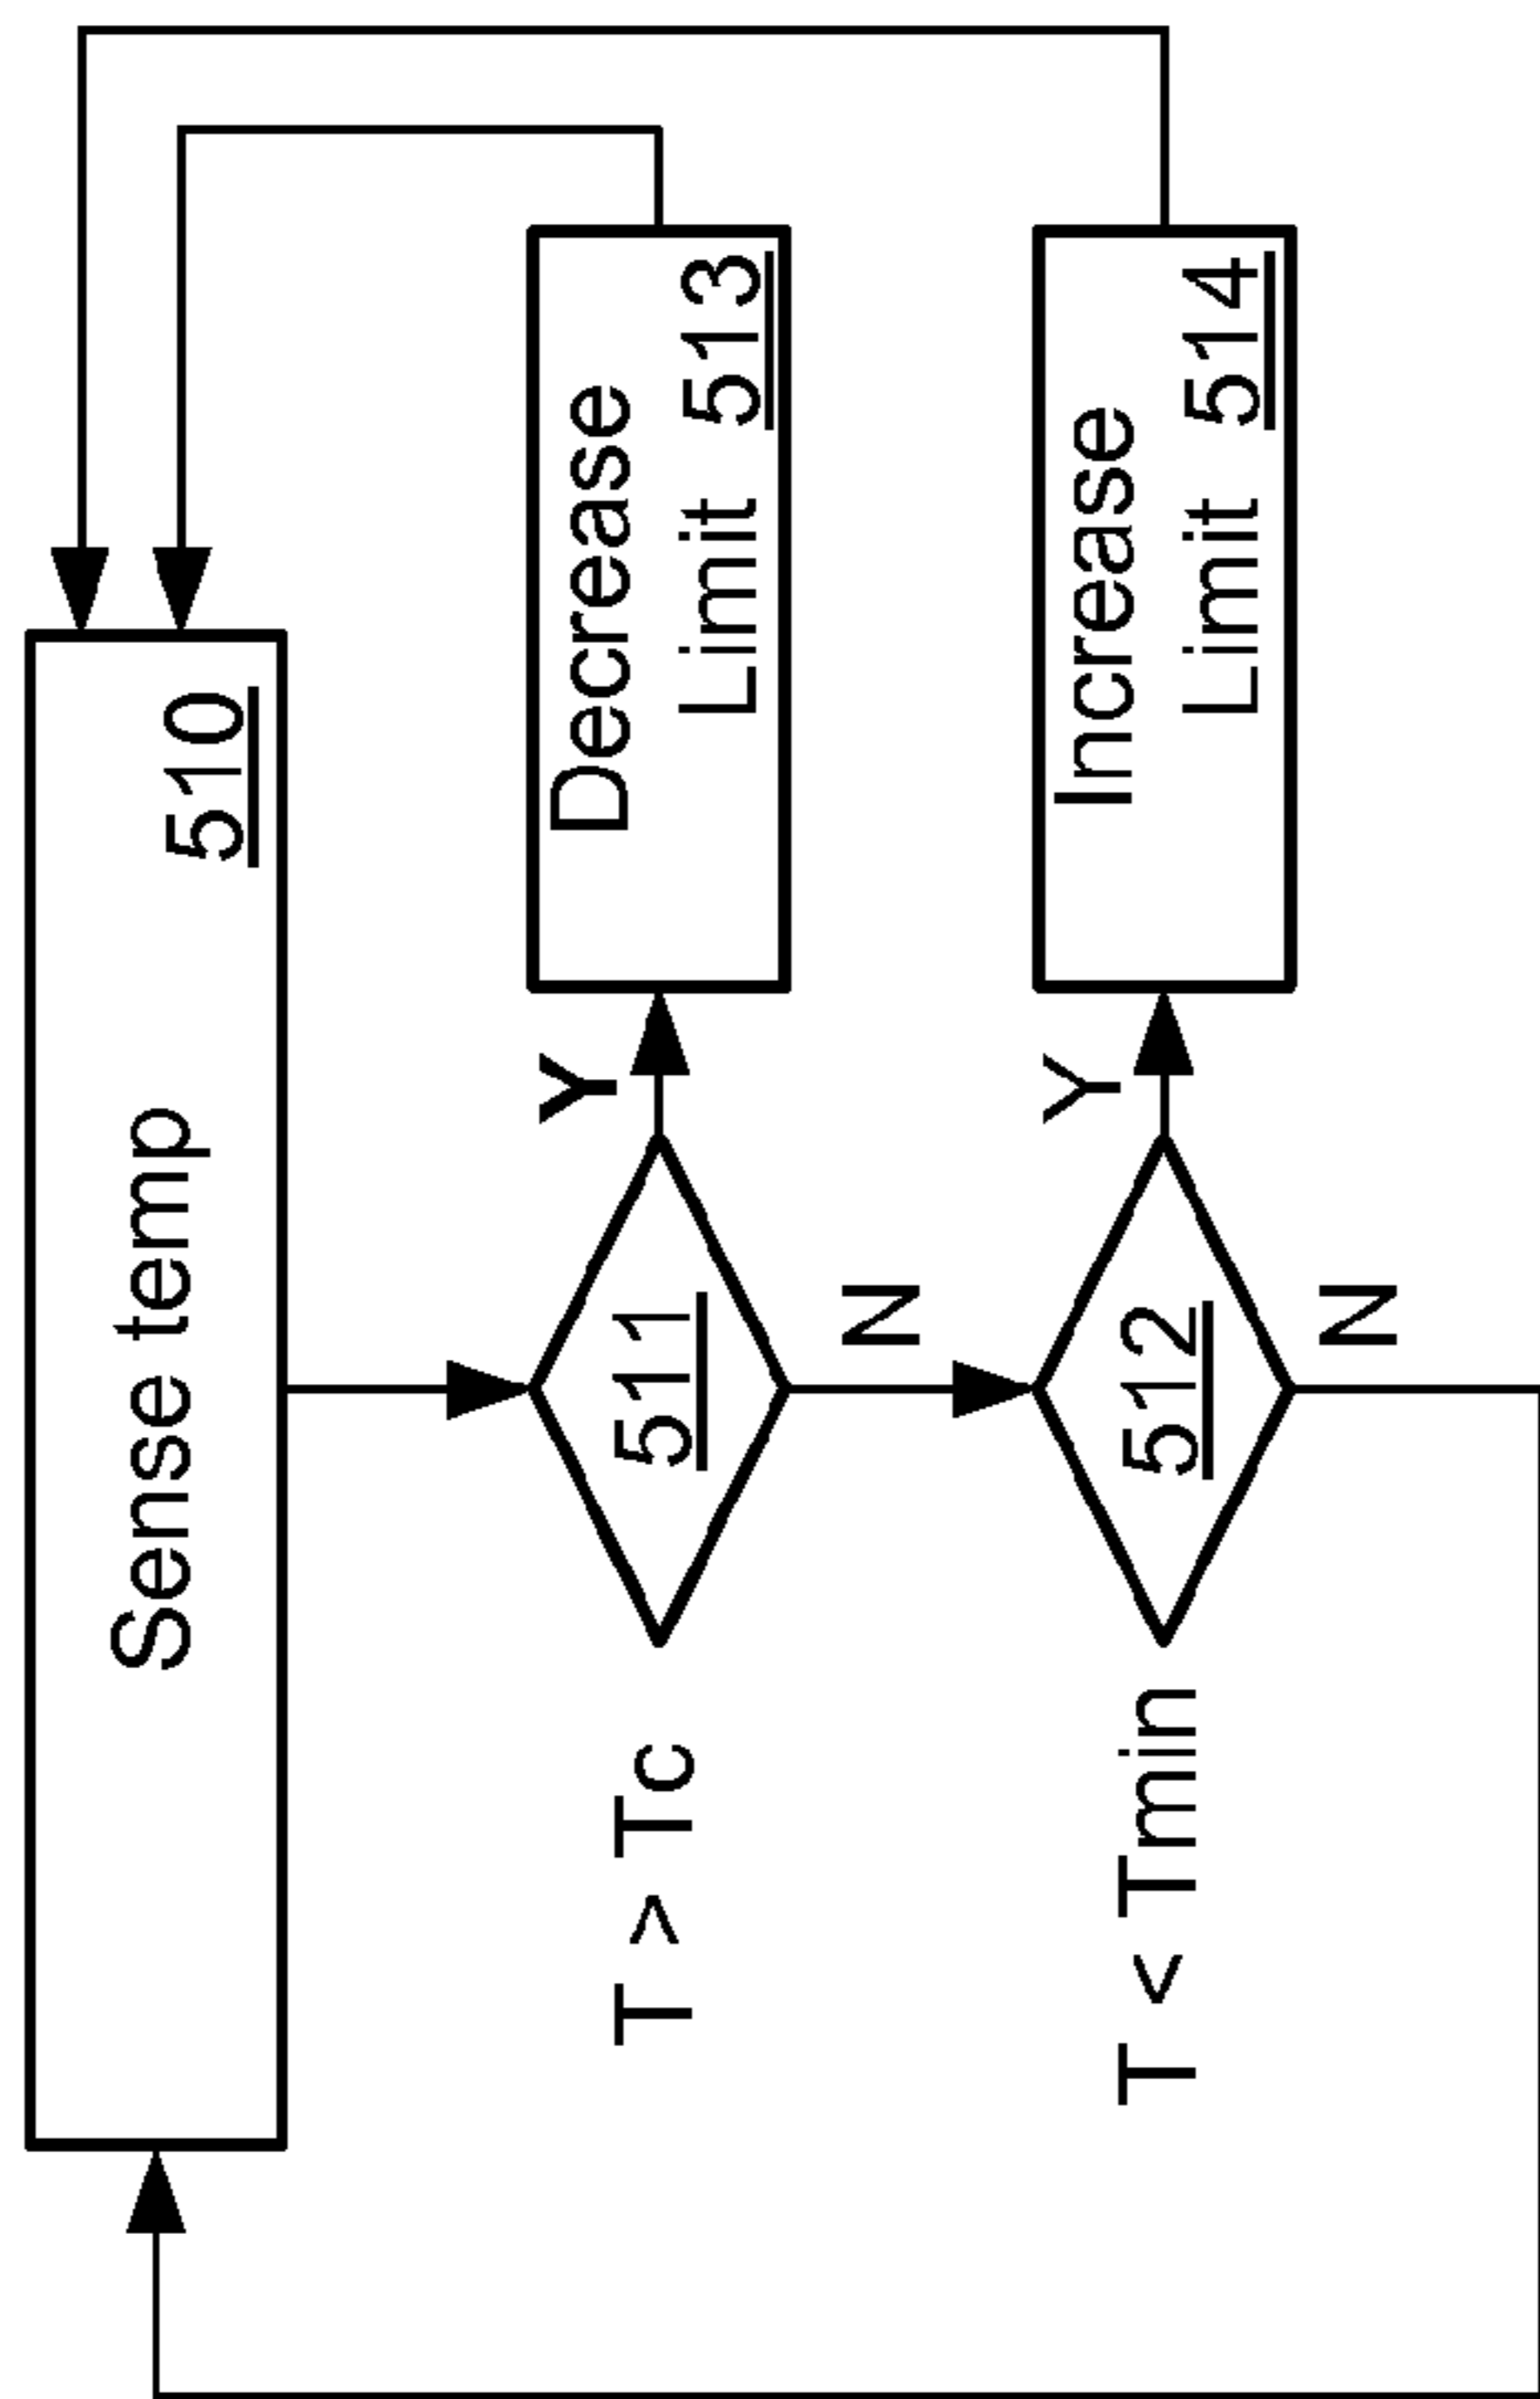 Sense temp
510
T > Tc
511
Y
Decrease
Limit 513
N
T < Tmin
512
Y
Increase
Limit 514
N